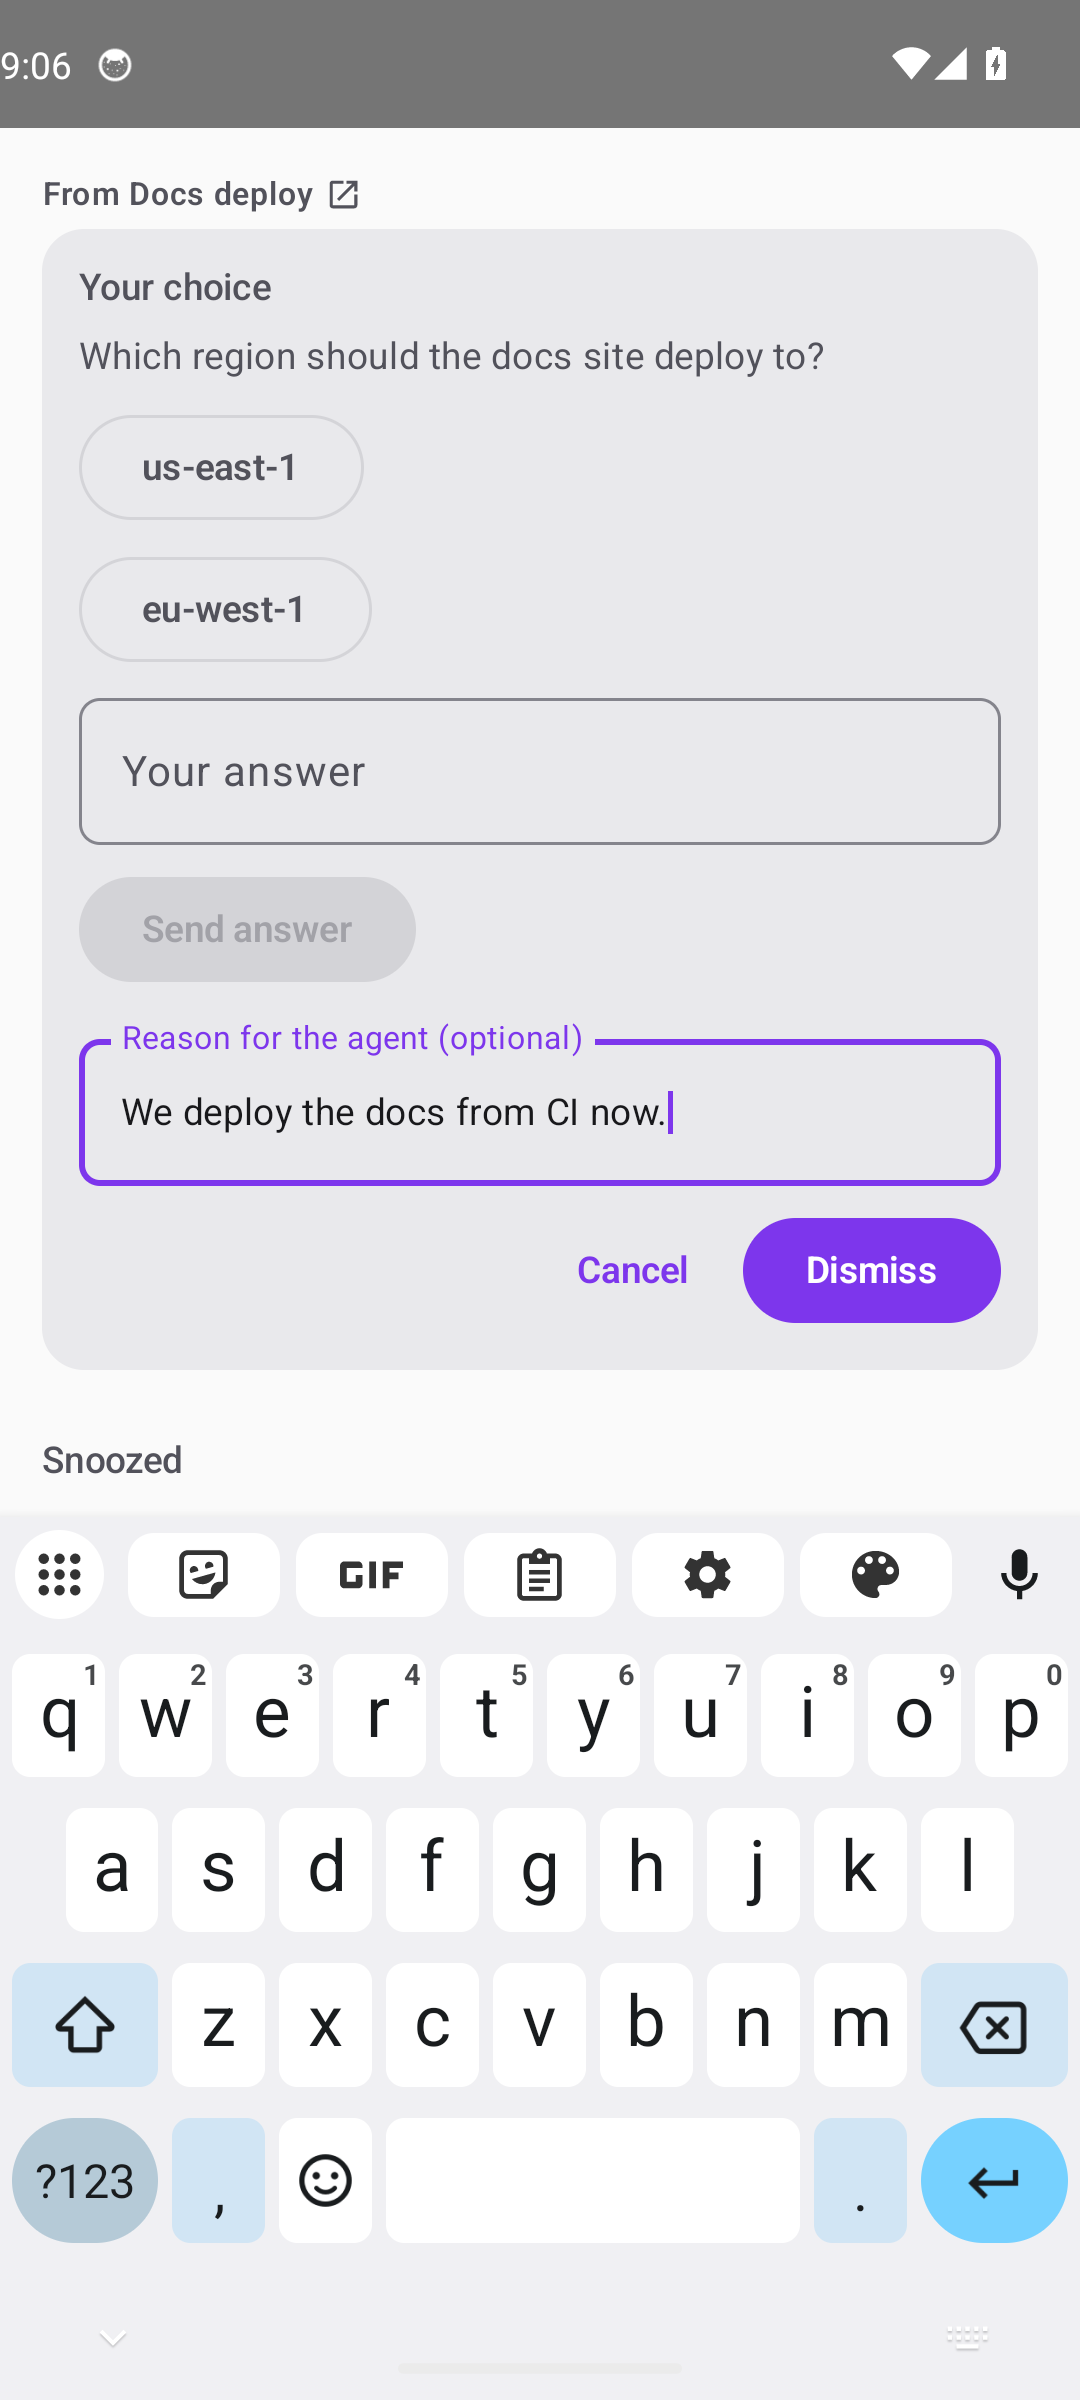 9:06
From Docs deploy
Your choice
Which region should the docs site deploy to?
us-east-1
eu-west-1
Your answer
Send answer
Reason for the agent (optional)
We deploy the docs from CI now.
Cancel Dismiss
Snoozed
GIF
1 2 3 4 5 6 7 8 9 0
q w e r t y u i o p
a s d f g h j k l
z x c v b n m
?123 , .